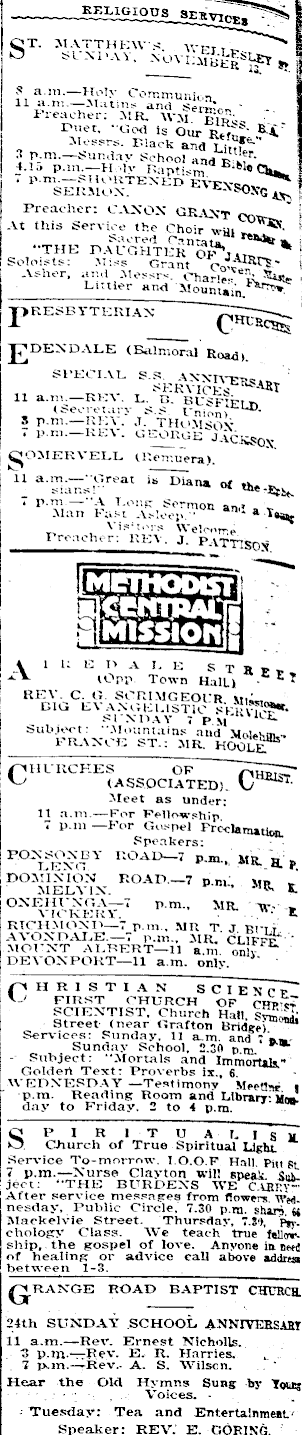 RELIGIOUS SERVICES
ST. MATTHEW'S, WELLESLEY ST.
SUNDAY, NOVEMBER 13.
8 a.m.—Holy Communion.
11 a.m.—Matins and Sermon.
Preacher: MR. WM. BIRSS, B.A.
Duet, "God is Our Refuge."
Messrs. Black and Littler.
3 p.m.—Sunday School and Bible Classes.
4.15 p.m.—Holy Baptism.
7 p.m.—SHORTENED EVENSONG AND
SERMON.
Preacher: CANON GRANT COWEN.
At this Service the Choir will render the
Sacred Cantata,
"THE DAUGHTER OF JAIRUS"
Soloists: Miss Grant Cowen, Master
Asher, and Messrs. Charles, Farrow
Littler and Mountain.
PRESBYTERIAN CHURCHES
EDENDALE (Balmoral Road).
SPECIAL S.S. ANNIVERSARY
SERVICES.
11 a.m.—REV. L. B. BUSFIELD.
(Secretary S.S. Union).
3 p.m.—REV. J. THOMSON.
7 p.m.—REV. GEORGE JACKSON.
SOMERVELL (Remuera).
11 a.m.—"Great is Diana of the Ephe-
sians!"
7 p.m.—"A Long Sermon and a Young
Man Fast Asleep."
Visitors Welcome.
Preacher: REV. J. PATTISON.
METHODIST
CENTRAL
MISSION
AIREDALE STREET
(Opp. Town Hall.)
REV. C. G. SCRIMGEOUR, Missioner.
BIG EVANGELISTIC SERVICE,
SUNDAY 7 P.M.
Subject: "Mountains and Molehills"
FRANCE ST.: MR. HOOLE.
CHURCHES OF CHRIST.
(ASSOCIATED).
Meet as under:
11 a.m.—For Fellowship.
7 p.m.—For Gospel Proclamation.
Speakers:
PONSONBY ROAD—7 p.m., MR. H. P.
LENG.
DOMINION ROAD.—7 p.m., MR. K.
MELVIN.
ONEHUNGA—7 p.m., MR. W. E.
VICKERY.
RICHMOND—7 p.m., MR T. J. BULL.
AVONDALE.—7 p.m., MR. CLIFFE.
MOUNT ALBERT—11 a.m. only.
DEVONPORT—11 a.m. only.
CHRISTIAN SCIENCE—
FIRST CHURCH OF CHRIST,
SCIENTIST, Church Hall, Symonds
Street (near Grafton Bridge).
Services: Sunday, 11 a.m. and 7 p.m.
Sunday School, 2.30 p.m.
Subject: "Mortals and Immortals."
Golden Text: Proverbs ix., 6.
WEDNESDAY—Testimony Meeting, 8
p.m. Reading Room and Library: Mon-
day to Friday, 2 to 4 p.m.
SPIRITUALISM.
Church of True Spiritual Light.
Service To-morrow, I.O.O.F Hall, Pitt St.
7 p.m.—Nurse Clayton will speak. Sub-
ject: "THE BURDENS WE CARRY"
After service messages from flowers. Wed-
nesday, Public Circle, 7.30 p.m. sharp, 66
Mackelvie Street. Thursday, 7.30, Psy-
chology Class. We teach true fellow-
ship, the gospel of love. Anyone in need
of healing or advice call above address
between 1-3.
GRANGE ROAD BAPTIST CHURCH
24th SUNDAY SCHOOL ANNIVERSARY
11 a.m.—Rev. Ernest Nicholls.
3 p.m.—Rev. E. R. Harries.
7 p.m.—Rev. A. S. Wilson.
Hear the Old Hymns Sung by Young
Voices.
Tuesday: Tea and Entertainment.
Speaker: REV. E. GORING.